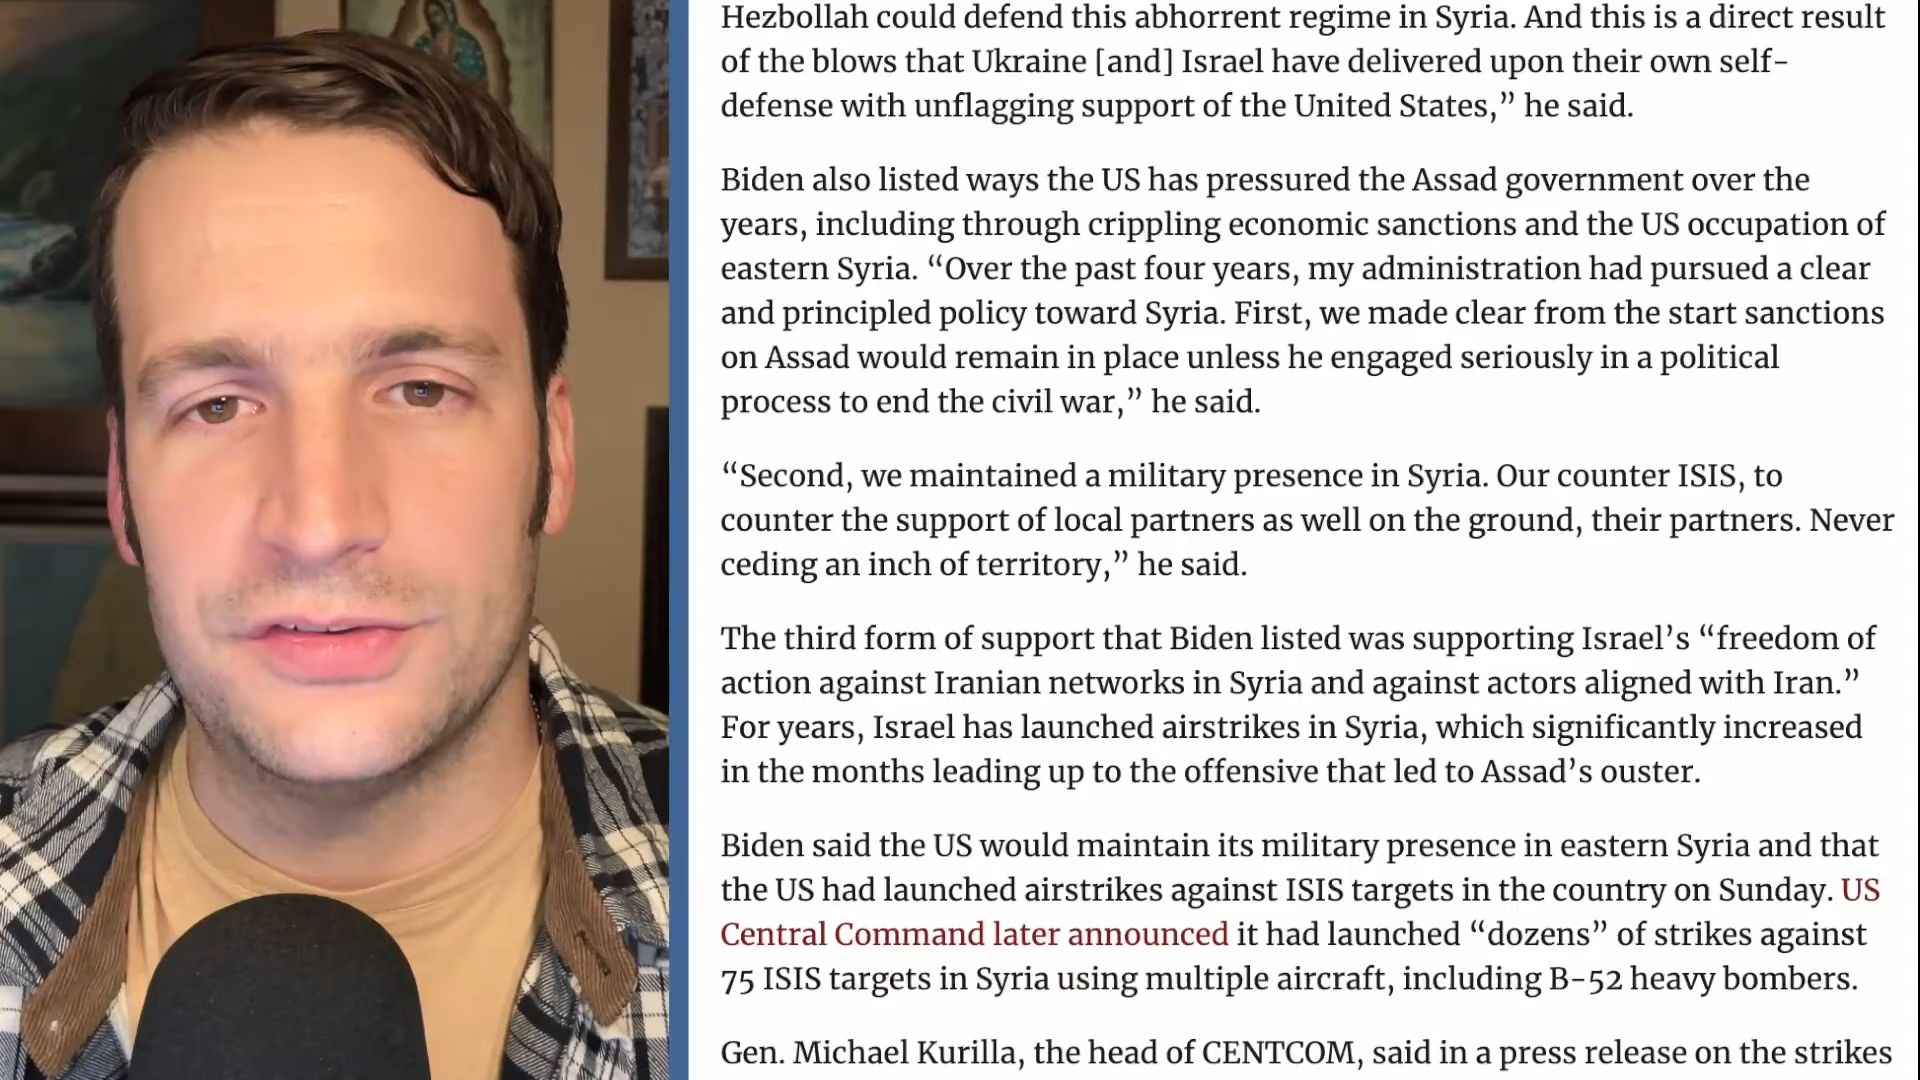 Hezbollah could defend this abhorrent regime in Syria. And this is a direct result
of the blows that Ukraine [and] Israel have delivered upon their own self-
defense with unflagging support of the United States,” he said.
Biden also listed ways the US has pressured the Assad government over the
years, including through crippling economic sanctions and the US occupation of
eastern Syria. “Over the past four years, my administration had pursued a clear
and principled policy toward Syria. First, we made clear from the start sanctions
on Assad would remain in place unless he engaged seriously in a political
process to end the civil war,” he said.
“Second, we maintained a military presence in Syria. Our counter ISIS, to
counter the support of local partners as well on the ground, their partners. Never
ceding an inch of territory,” he said.
The third form of support that Biden listed was supporting Israel’s “freedom of
action against Iranian networks in Syria and against actors aligned with Iran.”
For years, Israel has launched airstrikes in Syria, which significantly increased
in the months leading up to the offensive that led to Assad’s ouster.
Biden said the US would maintain its military presence in eastern Syria and that
the US had launched airstrikes against ISIS targets in the country on Sunday. US
Central Command later announced it had launched “dozens” of strikes against
75 ISIS targets in Syria using multiple aircraft, including B-52 heavy bombers.
Gen. Michael Kurilla, the head of CENTCOM, said in a press release on the strikes